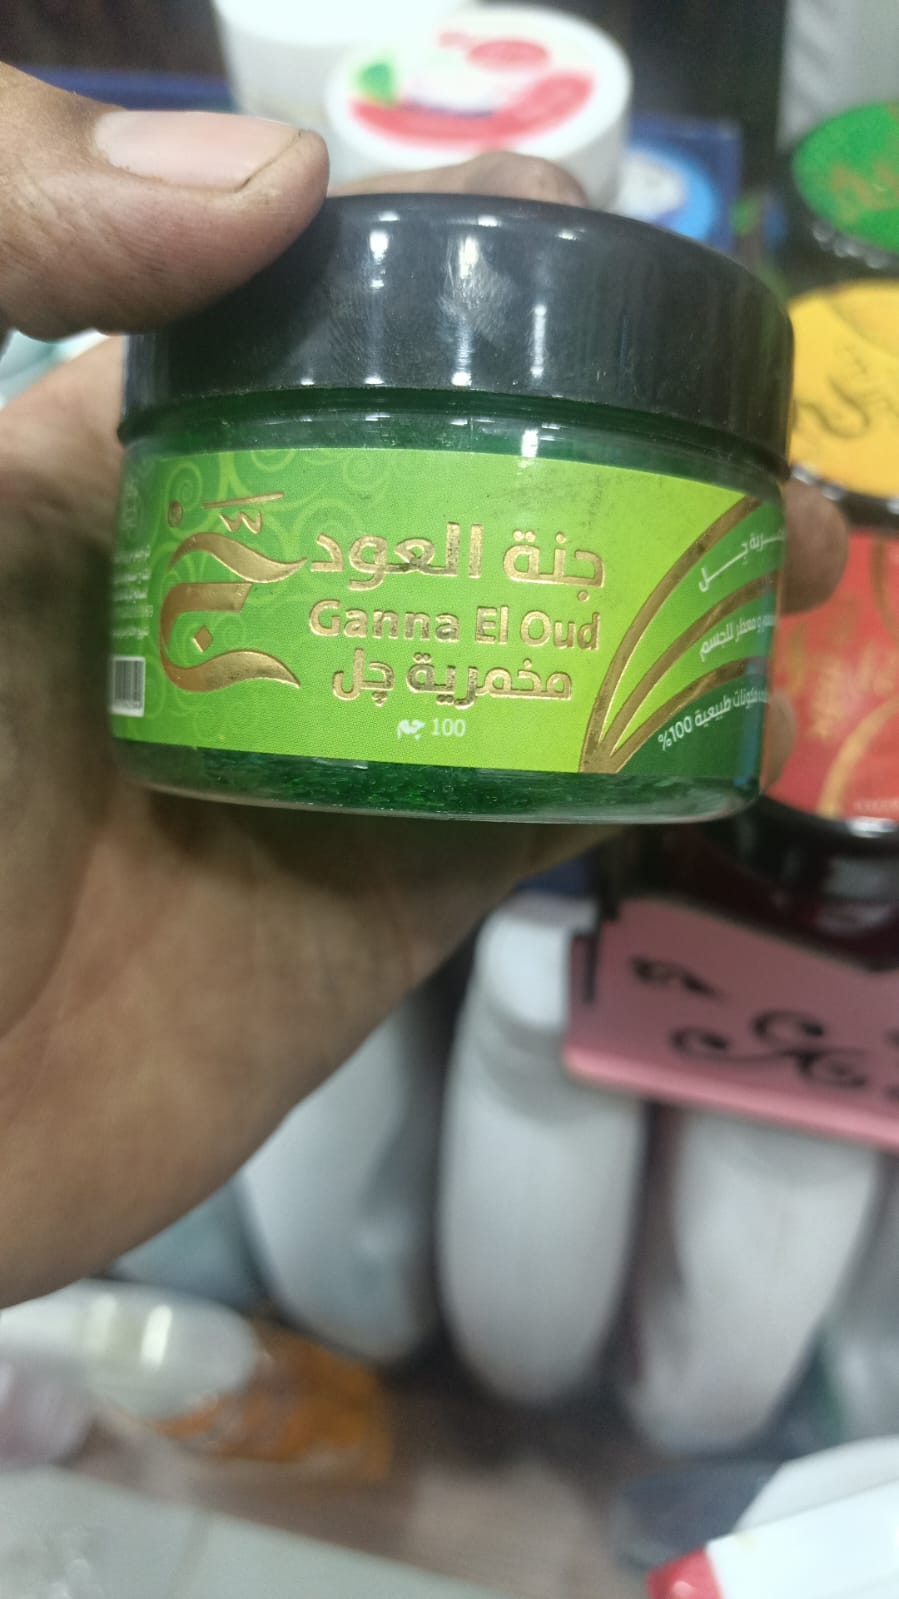 جنة العود
Ganna El Oud
مخمرية چل
100 جم
و معطر للجسم
مكونات طبيعية 100%